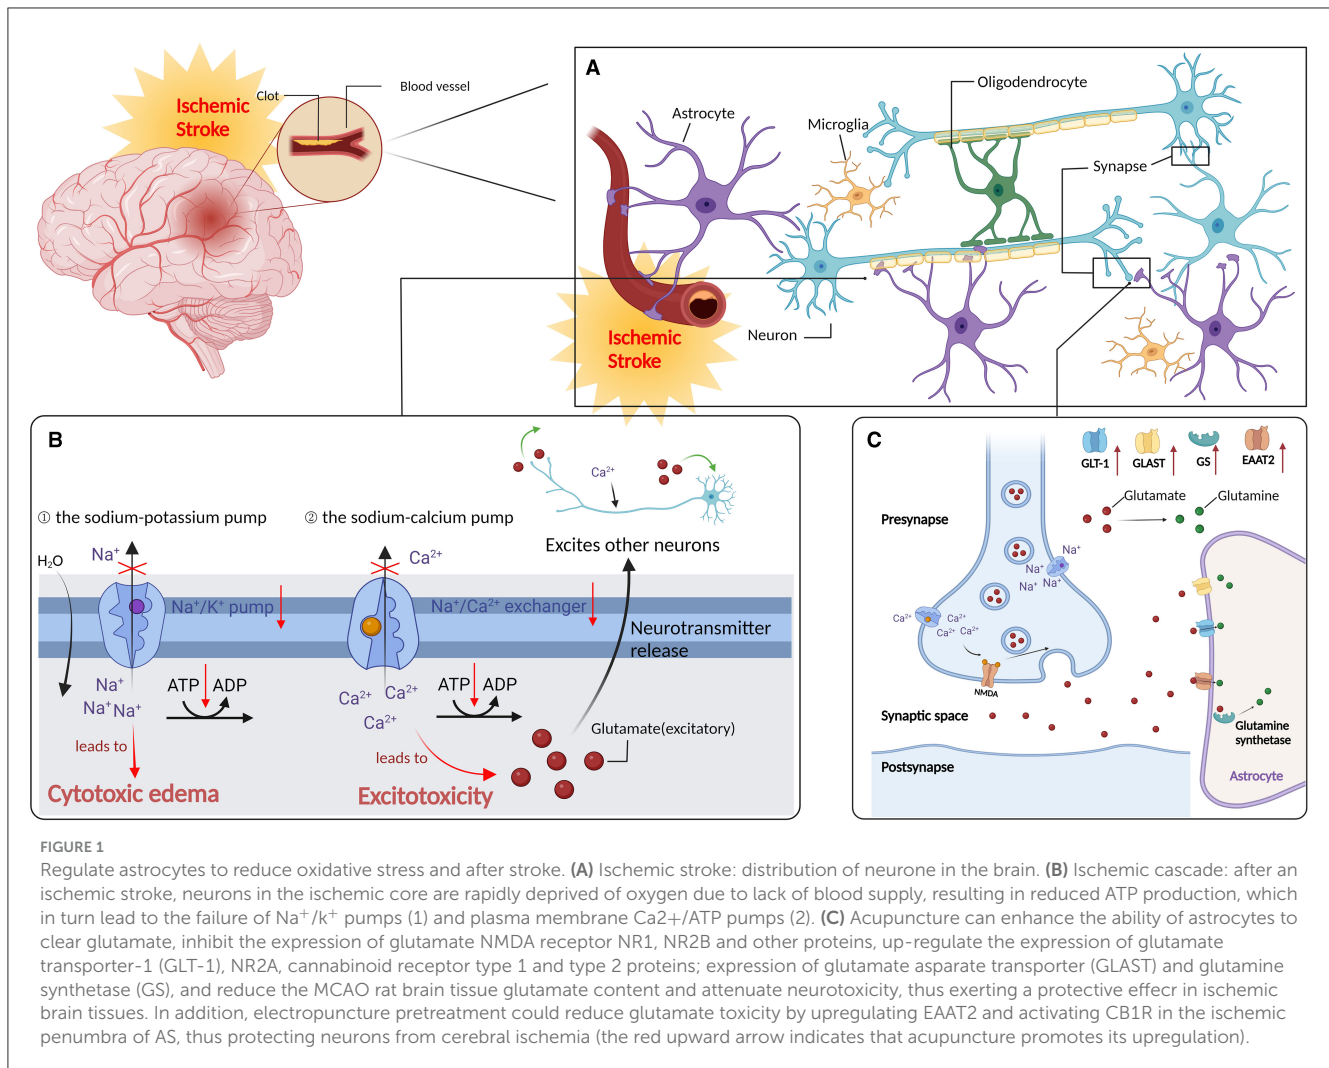 Ischemic
Stroke
Clot
Blood vessel
A
Astrocyte
Microglia
Oligodendrocyte
Synapse
Neuron
Ischemic
Stroke
B
Ca²⁺
① the sodium-potassium pump
② the sodium-calcium pump
Excites other neurons
H₂O
Na⁺
Ca²⁺
Na⁺/K⁺ pump
Na⁺/Ca²⁺ exchanger
Neurotransmitter
release
Na⁺
Na⁺ Na⁺
ATP
ADP
Ca²⁺ Ca²⁺
Ca²⁺
ATP
ADP
Glutamate(excitatory)
leads to
leads to
Cytotoxic edema
Excitotoxicity
C
GLT-1
GLAST
GS
EAAT2
Glutamate
Glutamine
Presynapse
Na⁺
Na⁺
Na⁺ Na⁺
Ca²⁺
Ca²⁺
Ca²⁺ Ca²⁺
NMDA
Synaptic space
Glutamine
synthetase
Postsynapse
Astrocyte
FIGURE 1
Regulate astrocytes to reduce oxidative stress and after stroke. (A) Ischemic stroke: distribution of neurone in the brain. (B) Ischemic cascade: after an
ischemic stroke, neurons in the ischemic core are rapidly deprived of oxygen due to lack of blood supply, resulting in reduced ATP production, which
in turn lead to the failure of Na⁺/k⁺ pumps (1) and plasma membrane Ca2+/ATP pumps (2). (C) Acupuncture can enhance the ability of astrocytes to
clear glutamate, inhibit the expression of glutamate NMDA receptor NR1, NR2B and other proteins, up-regulate the expression of glutamate
transporter-1 (GLT-1), NR2A, cannabinoid receptor type 1 and type 2 proteins; expression of glutamate asparate transporter (GLAST) and glutamine
synthetase (GS), and reduce the MCAO rat brain tissue glutamate content and attenuate neurotoxicity, thus exerting a protective effecr in ischemic
brain tissues. In addition, electropuncture pretreatment could reduce glutamate toxicity by upregulating EAAT2 and activating CB1R in the ischemic
penumbra of AS, thus protecting neurons from cerebral ischemia (the red upward arrow indicates that acupuncture promotes its upregulation).